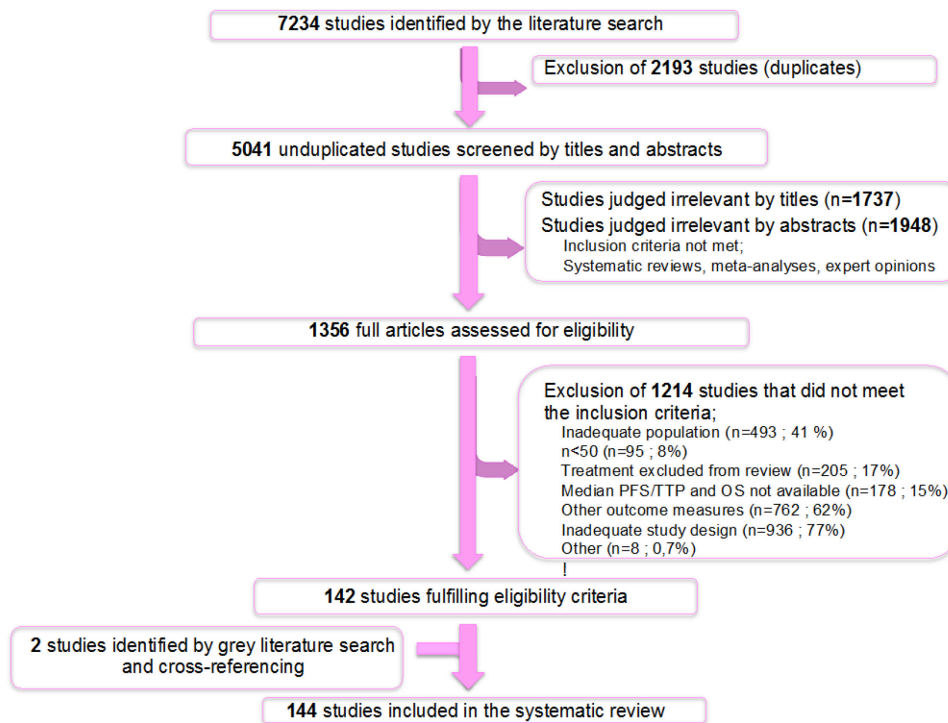 7234 studies identified by the literature search
Exclusion of 2193 studies (duplicates)
5041 unduplicated studies screened by titles and abstracts
Studies judged irrelevant by titles (n=1737)
Studies judged irrelevant by abstracts (n=1948)
Inclusion criteria not met;
Systematic reviews, meta-analyses, expert opinions
1356 full articles assessed for eligibility
Exclusion of 1214 studies that did not meet
the inclusion criteria;
Inadequate population (n=493 ; 41 %)
n<50 (n=95 ; 8%)
Treatment excluded from review (n=205 ; 17%)
Median PFS/TTP and OS not available (n=178 ; 15%)
Other outcome measures (n=762 ; 62%)
Inadequate study design (n=936 ; 77%)
Other (n=8 ; 0,7%)
!
142 studies fulfilling eligibility criteria
2 studies identified by grey literature search
and cross-referencing
144 studies included in the systematic review